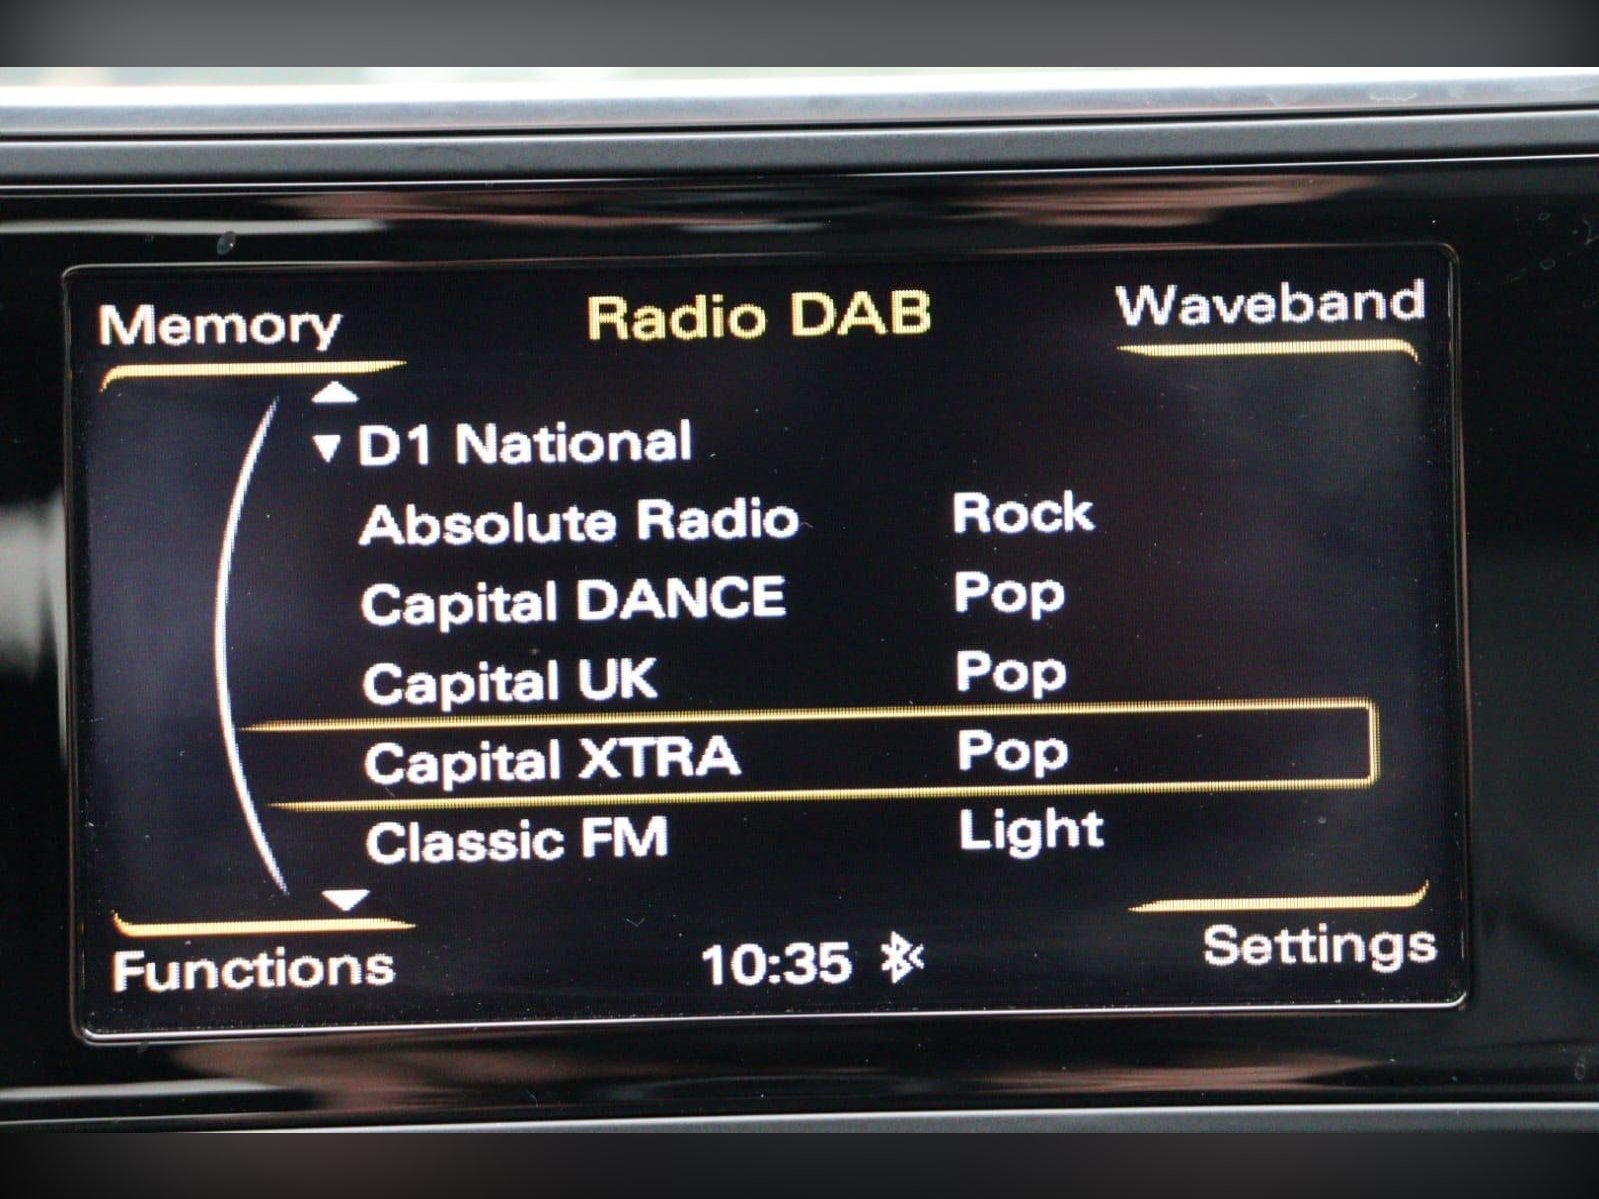 Memory Radio DAB Waveband
D1 National
Absolute Radio Rock
Capital DANCE Pop
Capital UK Pop
Capital XTRA Pop
Classic FM Light
Functions 10:35 Settings